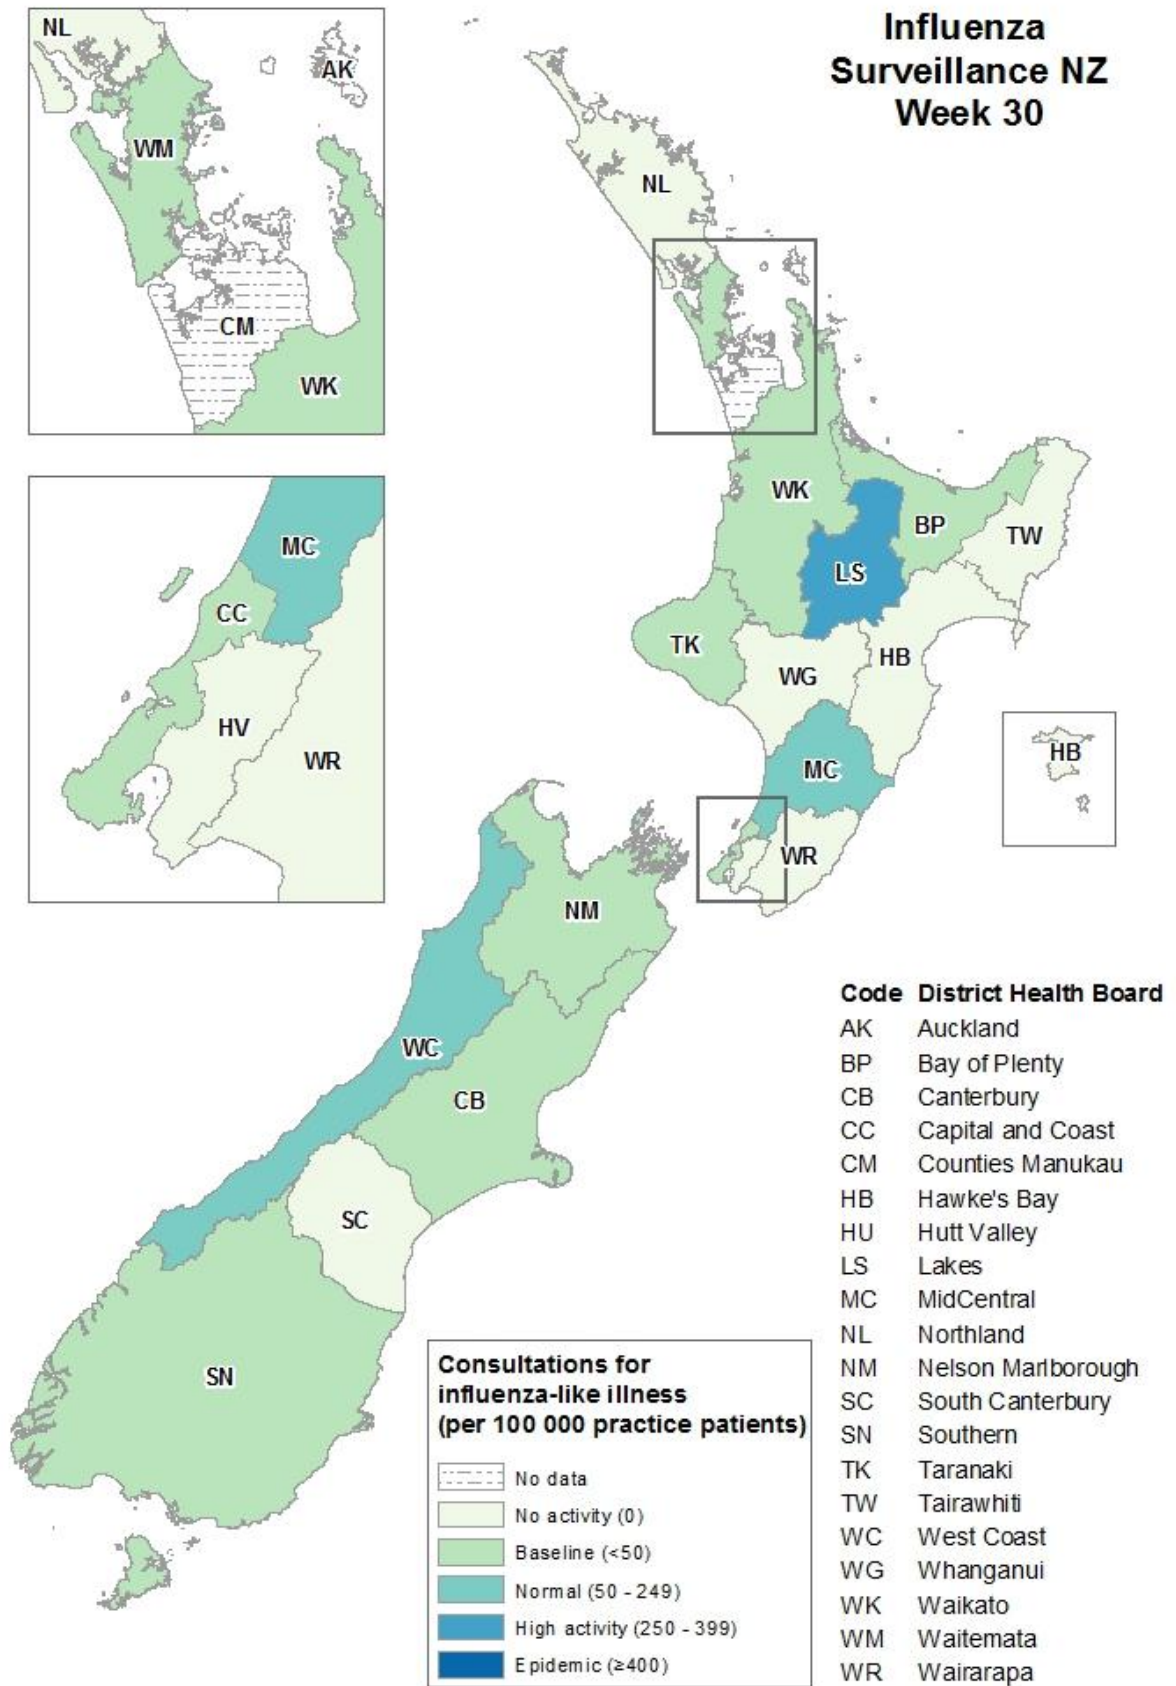 Influenza
Surveillance NZ
Week 30
NL
AK
WM
CM
WK
MC
CC
HV
WR
NL
WK
BP
TW
LS
TK
HB
WG
MC
HB
WR
NM
WC
CB
SC
SN
Code District Health Board
AK Auckland
BP Bay of Plenty
CB Canterbury
CC Capital and Coast
CM Counties Manukau
HB Hawke's Bay
HU Hutt Valley
LS Lakes
MC MidCentral
NL Northland
NM Nelson Marlborough
SC South Canterbury
SN Southern
TK Taranaki
TW Tairawhiti
WC West Coast
WG Whanganui
WK Waikato
WM Waitemata
WR Wairarapa
Consultations for
influenza-like illness
(per 100 000 practice patients)
No data
No activity (0)
Baseline (<50)
Normal (50 - 249)
High activity (250 - 399)
Epidemic (≥400)